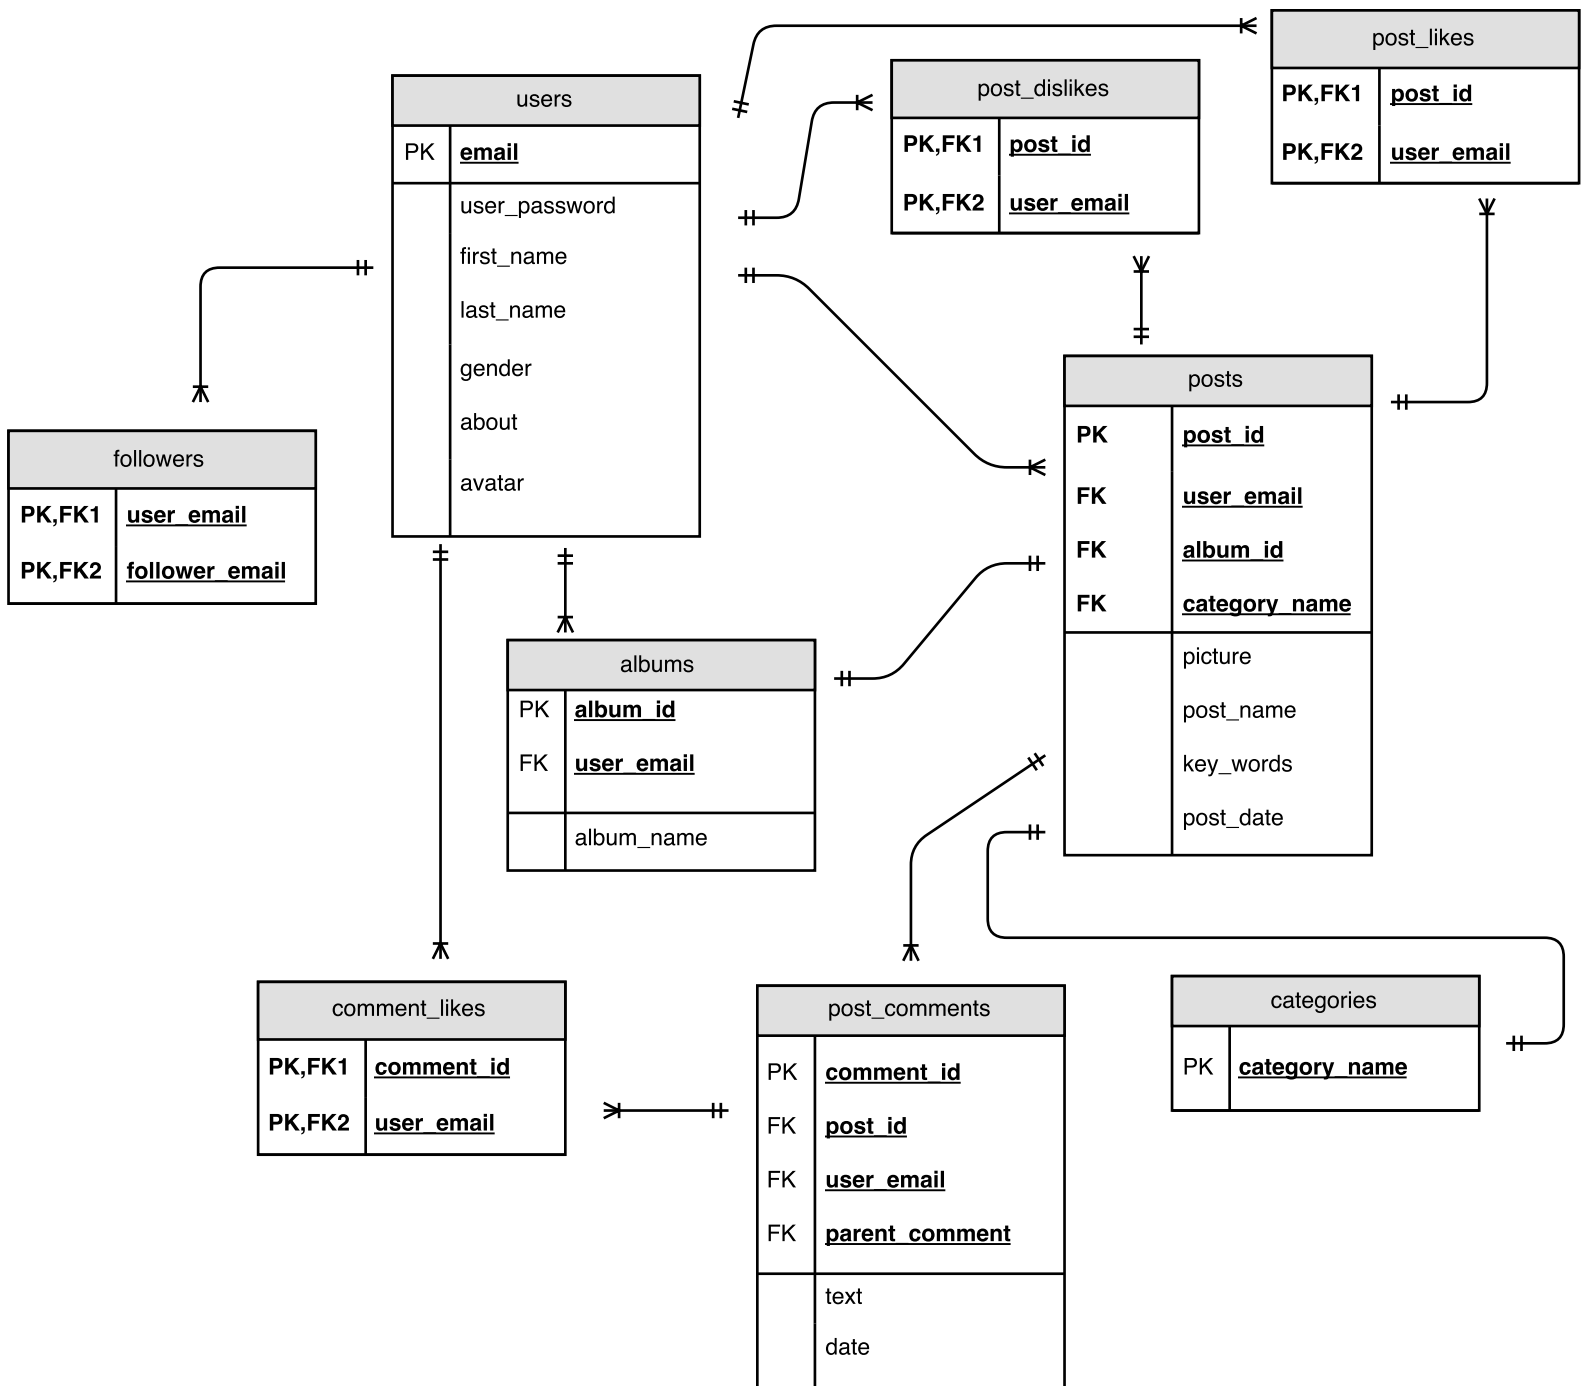 post_likes
PK,FK1 post_id
PK,FK2 user_email
post_dislikes
PK,FK1 post_id
PK,FK2 user_email
users
PK email
user_password
first_name
last_name
gender
about
avatar
followers
PK,FK1 user_email
PK,FK2 follower_email
posts
PK post_id
FK user_email
FK album_id
FK category_name
picture
post_name
key_words
post_date
albums
PK album_id
FK user_email
album_name
comment_likes
PK,FK1 comment_id
PK,FK2 user_email
post_comments
PK comment_id
FK post_id
FK user_email
FK parent_comment
text
date
categories
PK category_name